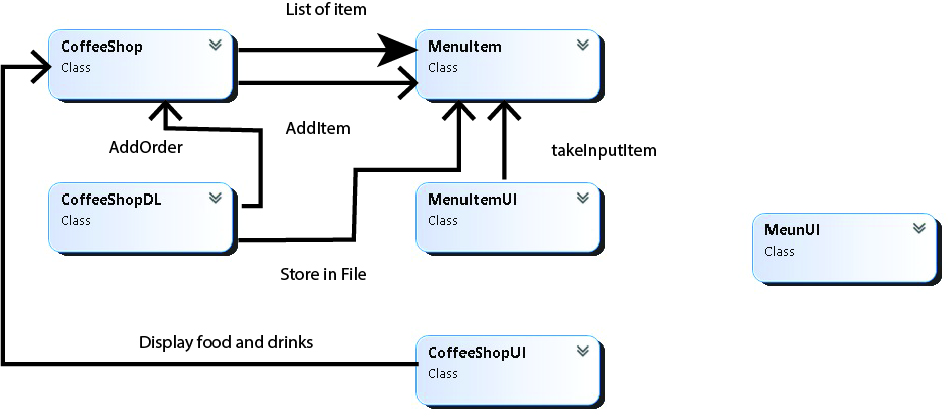 List of item
CoffeeShop
Class
MenuItem
Class
AddItem
AddOrder
takeInputItem
CoffeeShopDL
Class
MenuItemUI
Class
MeunUI
Class
Store in File
Display food and drinks
CoffeeShopUI
Class